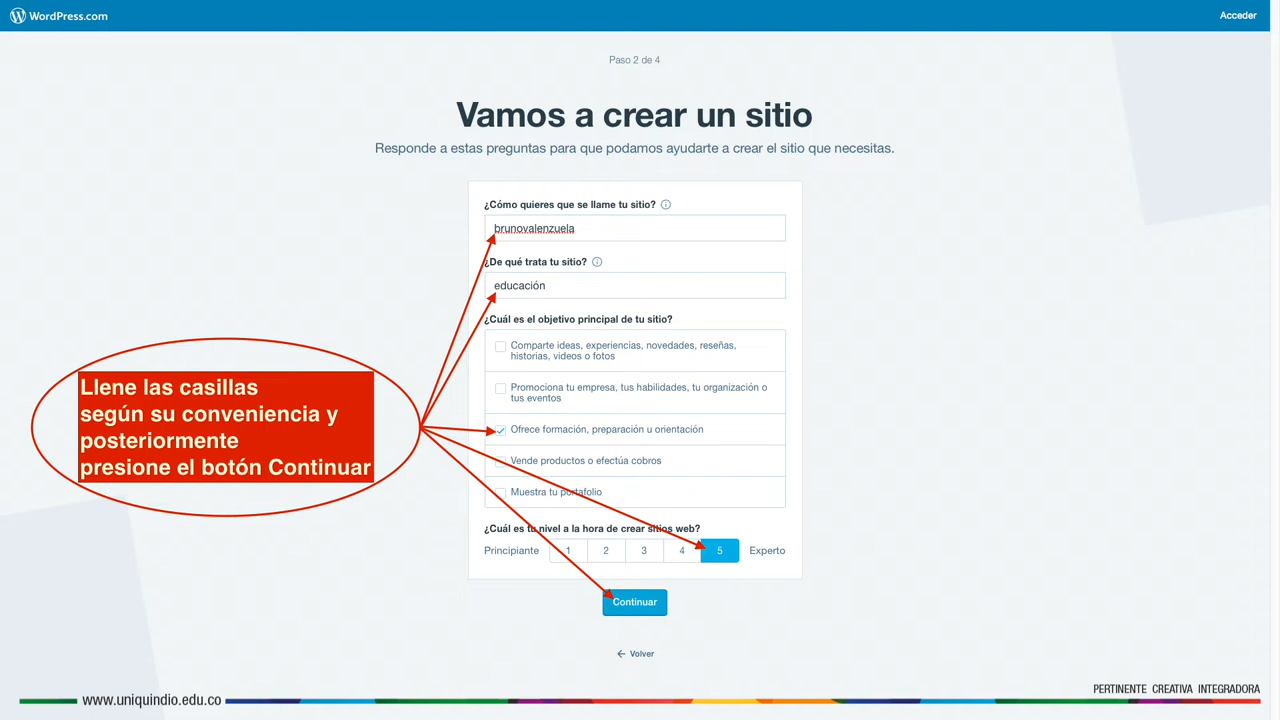 WordPress.com
Acceder
Paso 2 de 4
Vamos a crear un sitio
Responde a estas preguntas para que podamos ayudarte a crear el sitio que necesitas.
¿Cómo quieres que se llame tu sitio?
brunovalenzuela
¿De qué trata tu sitio?
educación
¿Cuál es el objetivo principal de tu sitio?
Comparte ideas, experiencias, novedades, reseñas,
historias, videos o fotos
Promociona tu empresa, tus habilidades, tu organización o
tus eventos
Ofrece formación, preparación u orientación
Vende productos o efectúa cobros
Muestra tu portafolio
¿Cuál es tu nivel a la hora de crear sitios web?
Principiante 1 2 3 4 5 Experto
Continuar
Volver
Llene las casillas
según su conveniencia y
posteriormente
presione el botón Continuar
PERTINENTE CREATIVA INTEGRADORA
www.uniquindio.edu.co